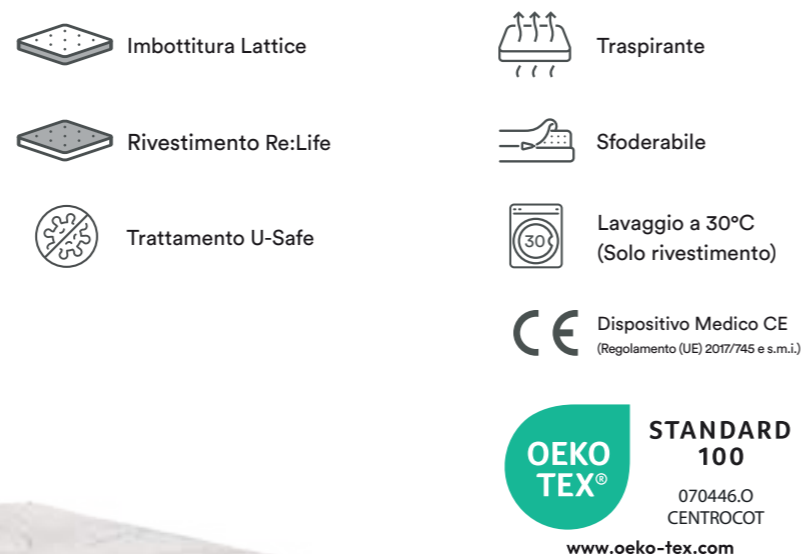 Imbottitura Lattice
Rivestimento Re:Life
Trattamento U-Safe
Traspirante
Sfoderabile
30
Lavaggio a 30°C
(Solo rivestimento)
CE
Dispositivo Medico CE
(Regolamento (UE) 2017/745 e s.m.i.)
OEKO
TEX®
STANDARD
100
070446.O
CENTROCOT
www.oeko-tex.com